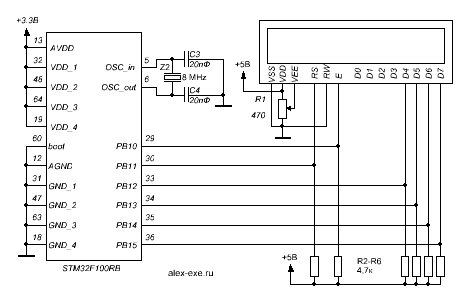 +3.3B
13 AVDD
32 VDD_1
48 VDD_2
64 VDD_3
19 VDD_4
60 boot
12 AGND
31 GND_1
47 GND_2
63 GND_3
18 GND_4
OSC_in 5
OSC_out 6
PB10 29
PB11 30
PB12 33
PB13 34
PB14 35
PB15 36
STM32F100RB
C3
20пФ
Z2
8 MHz
C4
20пФ
+5В
R1
470
VSS
VDD
VEE
RS
RW
E
D0
D1
D2
D3
D4
D5
D6
D7
+5В
R2-R6
4,7к
alex-exe.ru